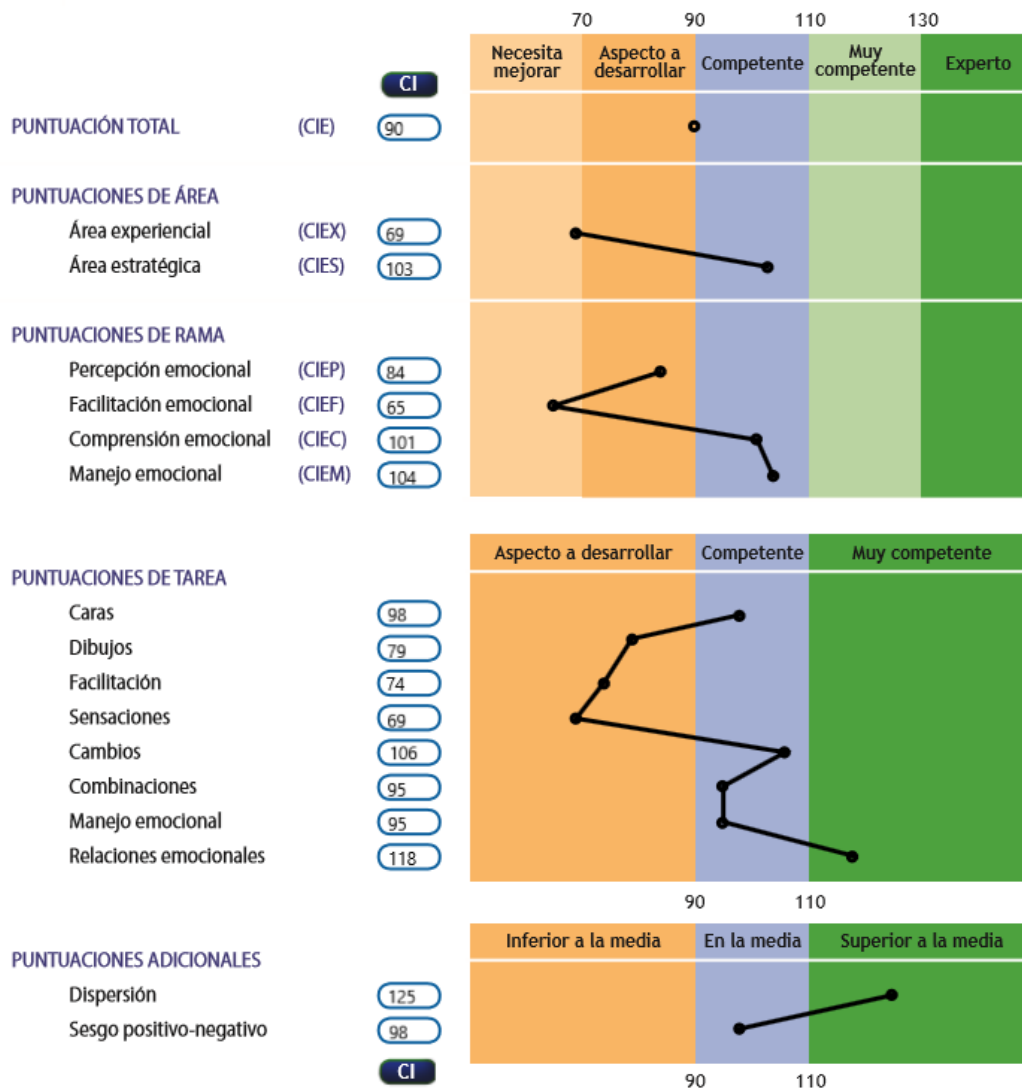 70 90 110 130
Necesita mejorar Aspecto a desarrollar Competente Muy competente Experto
CI
PUNTUACIÓN TOTAL (CIE) 90
PUNTUACIONES DE ÁREA
Área experiencial (CIEX) 69
Área estratégica (CIES) 103
PUNTUACIONES DE RAMA
Percepción emocional (CIEP) 84
Facilitación emocional (CIEF) 65
Comprensión emocional (CIEC) 101
Manejo emocional (CIEM) 104
Aspecto a desarrollar Competente Muy competente
PUNTUACIONES DE TAREA
Caras 98
Dibujos 79
Facilitación 74
Sensaciones 69
Cambios 106
Combinaciones 95
Manejo emocional 95
Relaciones emocionales 118
90 110
Inferior a la media En la media Superior a la media
PUNTUACIONES ADICIONALES
Dispersión 125
Sesgo positivo-negativo 98
CI
90 110